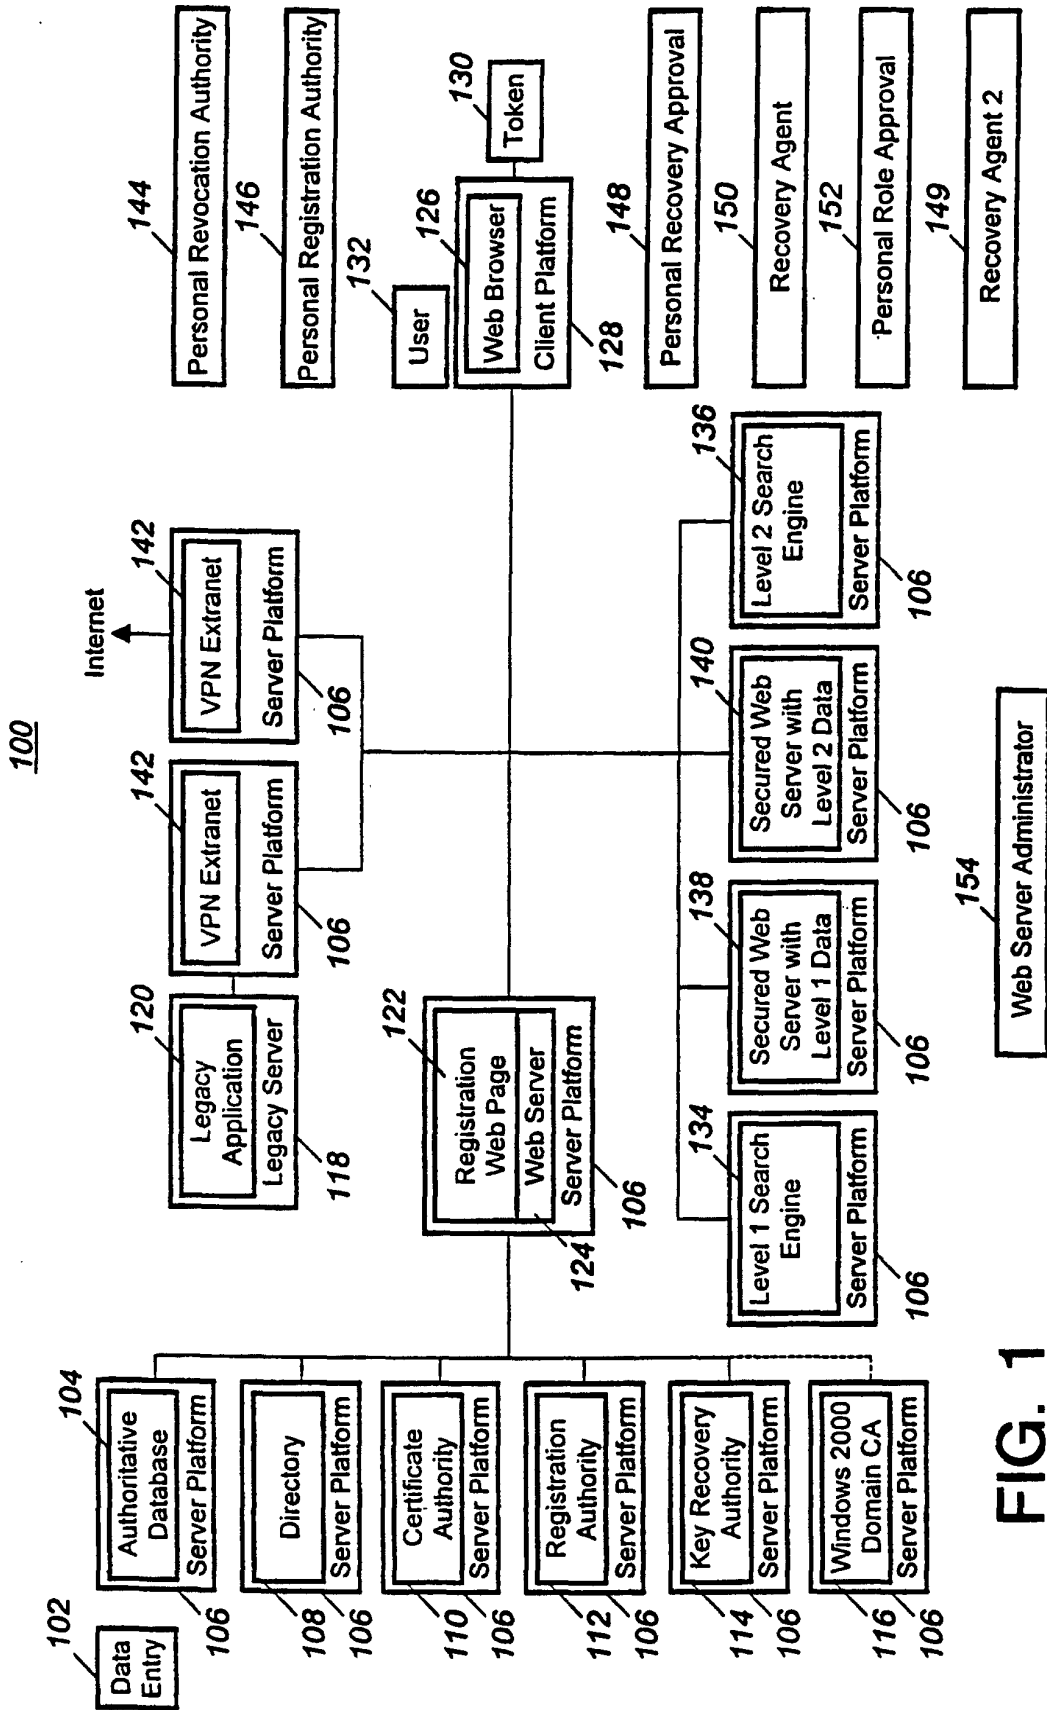 100
102
Data
Entry
104
Authoritative
Database
Server Platform
106
Directory
Server Platform
108
106
Certificate
Authority
Server Platform
110
106
Registration
Authority
Server Platform
112
106
Key Recovery
Authority
Server Platform
114
106
Windows 2000
Domain CA
Server Platform
116
106
120
Legacy
Application
Legacy Server
118
142
VPN Extranet
Server Platform
106
Internet
142
VPN Extranet
Server Platform
106
122
Registration
Web Page
Web Server
Server Platform
124
106
134
Level 1 Search
Engine
Server Platform
106
138
Secured Web
Server with
Level 1 Data
Server Platform
106
140
Secured Web
Server with
Level 2 Data
Server Platform
106
136
Level 2 Search
Engine
Server Platform
106
144
Personal Revocation Authority
146
Personal Registration Authority
132
User
126
Web Browser
Client Platform
128
130
Token
148
Personal Recovery Approval
150
Recovery Agent
152
Personal Role Approval
149
Recovery Agent 2
154
Web Server Administrator
FIG. 1